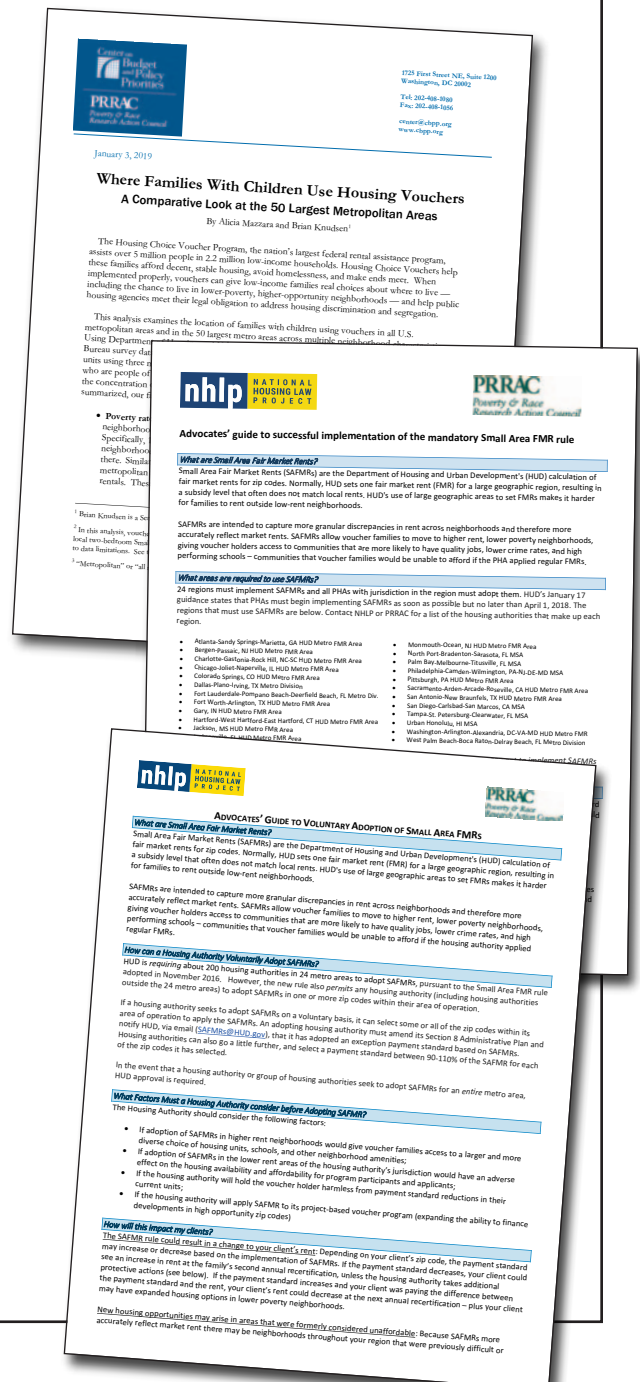 Center on
Budget
and Policy
Priorities
PRRAC
Poverty & Race
Research Action Council
1725 First Street NE, Suite 1200
Washington, DC 20002
Tel: 202-408-1080
Fax: 202-408-1056
center@cbpp.org
www.cbpp.org
January 3, 2019
Where Families With Children Use Housing Vouchers
A Comparative Look at the 50 Largest Metropolitan Areas
By Alicia Mazzara and Brian Knudsen1
The Housing Choice Voucher Program, the nation's largest federal rental assistance program,
assists over 5 million people in 2.2 million low-income households. Housing Choice Vouchers help
these families afford decent, stable housing, avoid homelessness, and make ends meet. When
implemented properly, vouchers can give low-income families real choices about where to live —
including the chance to live in lower-poverty, higher-opportunity neighborhoods — and help public
housing agencies meet their legal obligation to address housing discrimination and segregation.
This analysis examines the location of families with children using vouchers in all U.S.
metropolitan areas and in the 50 largest metro areas across multiple neighborhood
Using Department
Bureau survey dat
units using three
who are people of
the concentration
summarized, our
• Poverty rat
neighborhoo
Specifically,
neighborhoo
there. Simila
metropolitan
rentals. Thes
1 Brian Knudsen is a
2 In this analysis, vouch
local two-bedroom
to data limitations. See
3 "Metropolitan" or "all
nhlp NATIONAL
HOUSING LAW
PROJECT
PRRAC
Poverty & Race
Research Action Council
Advocates' guide to successful implementation of the mandatory Small Area FMR rule
What are Small Area Fair Market Rents?
Small Area Fair Market Rents (SAFMRs) are the Department of Housing and Urban Development's (HUD) calculation of
fair market rents for zip codes. Normally, HUD sets one fair market rent (FMR) for a large geographic region, resulting in
a subsidy level that often does not match local rents. HUD's use of large geographic areas to set FMRs makes it harder
for families to rent outside low-rent neighborhoods.
SAFMRs are intended to capture more granular discrepancies in rent across neighborhoods and therefore more
accurately reflect market rents. SAFMRs allow voucher families to move to higher rent, lower poverty neighborhoods,
giving voucher holders access to communities that are more likely to have quality jobs, lower crime rates, and high
performing schools – communities that voucher families would be unable to afford if the PHA applied regular FMRs.
What areas are required to use SAFMRs?
24 regions must implement SAFMRs and all PHAs with jurisdiction in the region must adopt them. HUD's January 17
guidance states that PHAs must begin implementing SAFMRs as soon as possible but no later than April 1, 2018. The
regions that must use SAFMRs are below. Contact NHLP or PRRAC for a list of the housing authorities that make up each
region.
• Atlanta-Sandy Springs-Marietta, GA HUD Metro FMR Area
• Bergen-Passaic, NJ HUD Metro FMR Area
• Charlotte-Gastonia-Rock Hill, NC-SC HUD Metro FMR Area
• Chicago-Joliet-Naperville, IL HUD Metro FMR Area
• Colorado Springs, CO HUD Metro FMR Area
• Dallas-Plano-Irving, TX Metro Division
• Fort Lauderdale-Pompano Beach-Deerfield Beach, FL Metro Div.
• Fort Worth-Arlington, TX HUD Metro FMR Area
• Gary, IN HUD Metro FMR Area
• Hartford-West Hartford-East Hartford, CT HUD Metro FMR Area
• Jackson, MS HUD Metro FMR Area
FL HUD Metro FMR Area
• Monmouth-Ocean, NJ HUD Metro FMR Area
• North Port-Bradenton-Sarasota, FL MSA
• Palm Bay-Melbourne-Titusville, FL MSA
• Philadelphia-Camden-Wilmington, PA-NJ-DE-MD MSA
• Pittsburgh, PA HUD Metro FMR Area
• Sacramento-Arden-Arcade-Roseville, CA HUD Metro FMR Area
• San Antonio-New Braunfels, TX HUD Metro FMR Area
• San Diego-Carlsbad-San Marcos, CA MSA
• Tampa-St. Petersburg-Clearwater, FL MSA
• Urban Honolulu, HI MSA
• Washington-Arlington-Alexandria, DC-VA-MD HUD Metro FMR
• West Palm Beach-Boca Raton-Delray Beach, FL Metro Division
implement SAFMRs
nhlp NATIONAL
HOUSING LAW
PROJECT
PRRAC
Poverty & Race
Research Action Council
ADVOCATES' GUIDE TO VOLUNTARY ADOPTION OF SMALL AREA FMRS
What are Small Area Fair Market Rents?
Small Area Fair Market Rents (SAFMRs) are the Department of Housing and Urban Development's (HUD) calculation of
fair market rents for zip codes. Normally, HUD sets one fair market rent (FMR) for a large geographic region, resulting in
a subsidy level that often does not match local rents. HUD's use of large geographic areas to set FMRs makes it harder
for families to rent outside low-rent neighborhoods.
SAFMRs are intended to capture more granular discrepancies in rent across neighborhoods and therefore more
accurately reflect market rents. SAFMRs allow voucher families to move to higher rent, lower poverty neighborhoods,
giving voucher holders access to communities that are more likely to have quality jobs, lower crime rates, and high
performing schools – communities that voucher families would be unable to afford if the housing authority applied
regular FMRs.
How can a Housing Authority Voluntarily Adopt SAFMRs?
HUD is requiring about 200 housing authorities in 24 metro areas to adopt SAFMRs, pursuant to the Small Area FMR rule
adopted in November 2016. However, the new rule also permits any housing authority (including housing authorities
outside the 24 metro areas) to adopt SAFMRs in one or more zip codes within their area of operation.
If a housing authority seeks to adopt SAFMRs on a voluntary basis, it can select some or all of the zip codes within its
area of operation to apply the SAFMRs. An adopting housing authority must amend its Section 8 Administrative Plan and
notify HUD, via email (SAFMRs@HUD.gov), that it has adopted an exception payment standard based on SAFMRs.
Housing authorities can also go a little further, and select a payment standard between 90-110% of the SAFMR for each
of the zip code it has selected.
In the event that a housing authority or group of housing authorities seek to adopt SAFMRs for an entire metro area,
HUD approval is required.
What Factors Must a Housing Authority consider before Adopting SAFMR?
The Housing Authority should consider the following factors:
• If adoption of SAFMRs in higher rent neighborhoods would give voucher families access to a larger and more
diverse choice of housing units, schools, and other neighborhood amenities;
• If adoption of SAFMRs in the lower rent areas of the housing authority's jurisdiction would have an adverse
effect on the housing availability and affordability for program participants and applicants;
• If the housing authority will hold the voucher holder harmless from payment standard reductions in their
current units;
• If the housing authority will apply SAFMR to its project-based voucher program (expanding the ability to finance
developments in high opportunity zip codes)
How will this impact my clients?
The SAFMR rule could result in a change to your client's rent: Depending on your client's zip code, the payment standard
may increase or decrease based on the implementation of SAFMRs. If the payment standard decreases, your client could
see an increase in rent at the family's second annual recertification, unless the housing authority takes additional
protective actions (see below). If the payment standard increases and your client was paying the difference between
the payment standard and the rent, your client's rent could decrease at the next annual recertification – plus your client
may have expanded housing options in lower poverty neighborhoods.
New housing opportunities may arise in areas that were formerly considered unaffordable: Because SAFMRs more
accurately reflect market rent there may be neighborhoods throughout your region that were previously difficult or